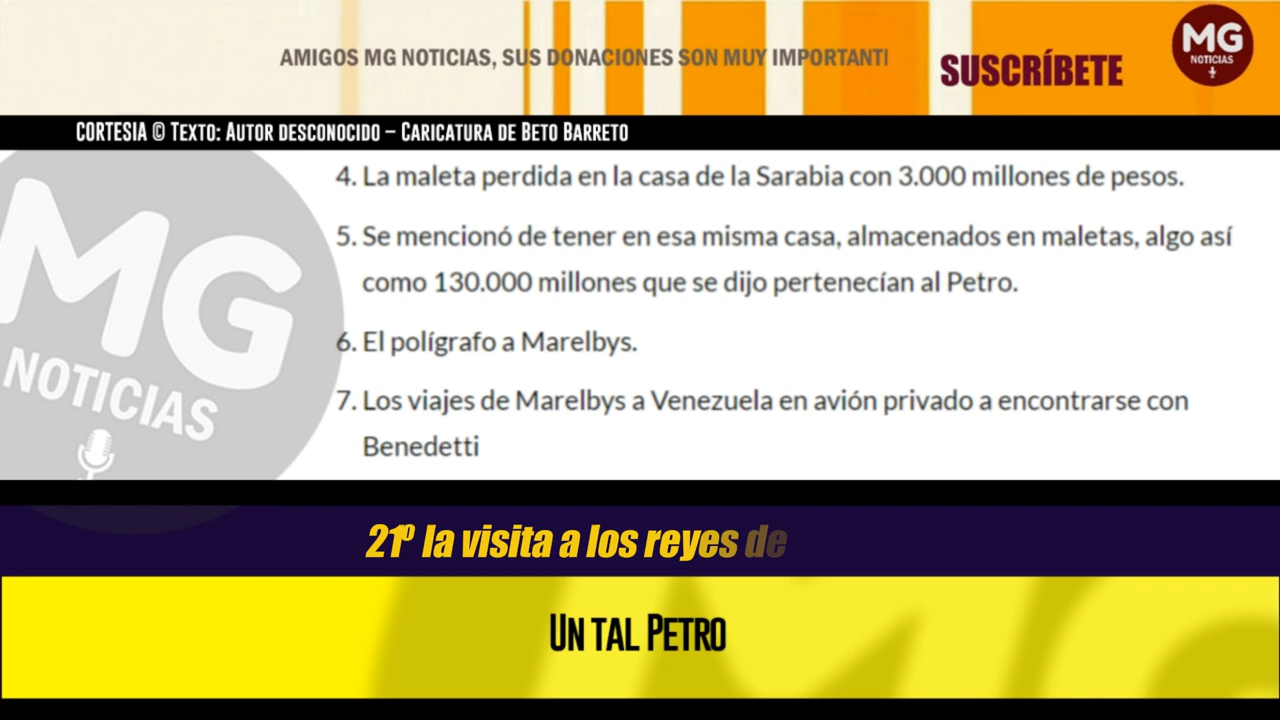 AMIGOS MG NOTICIAS, SUS DONACIONES SON MUY IMPORTANTI
SUSCRÍBETE
MG
NOTICIAS
CORTESIA © TEXTO: AUTOR DESCONOCIDO – CARICATURA DE BETO BARRETO
4. La maleta perdida en la casa de la Sarabia con 3.000 millones de pesos.
5. Se mencionó de tener en esa misma casa, almacenados en maletas, algo así
como 130.000 millones que se dijo pertenecían al Petro.
6. El polígrafo a Marelbys.
7. Los viajes de Marelbys a Venezuela en avión privado a encontrarse con
Benedetti
MG
NOTICIAS
21º la visita a los reyes de
UN TAL PETRO